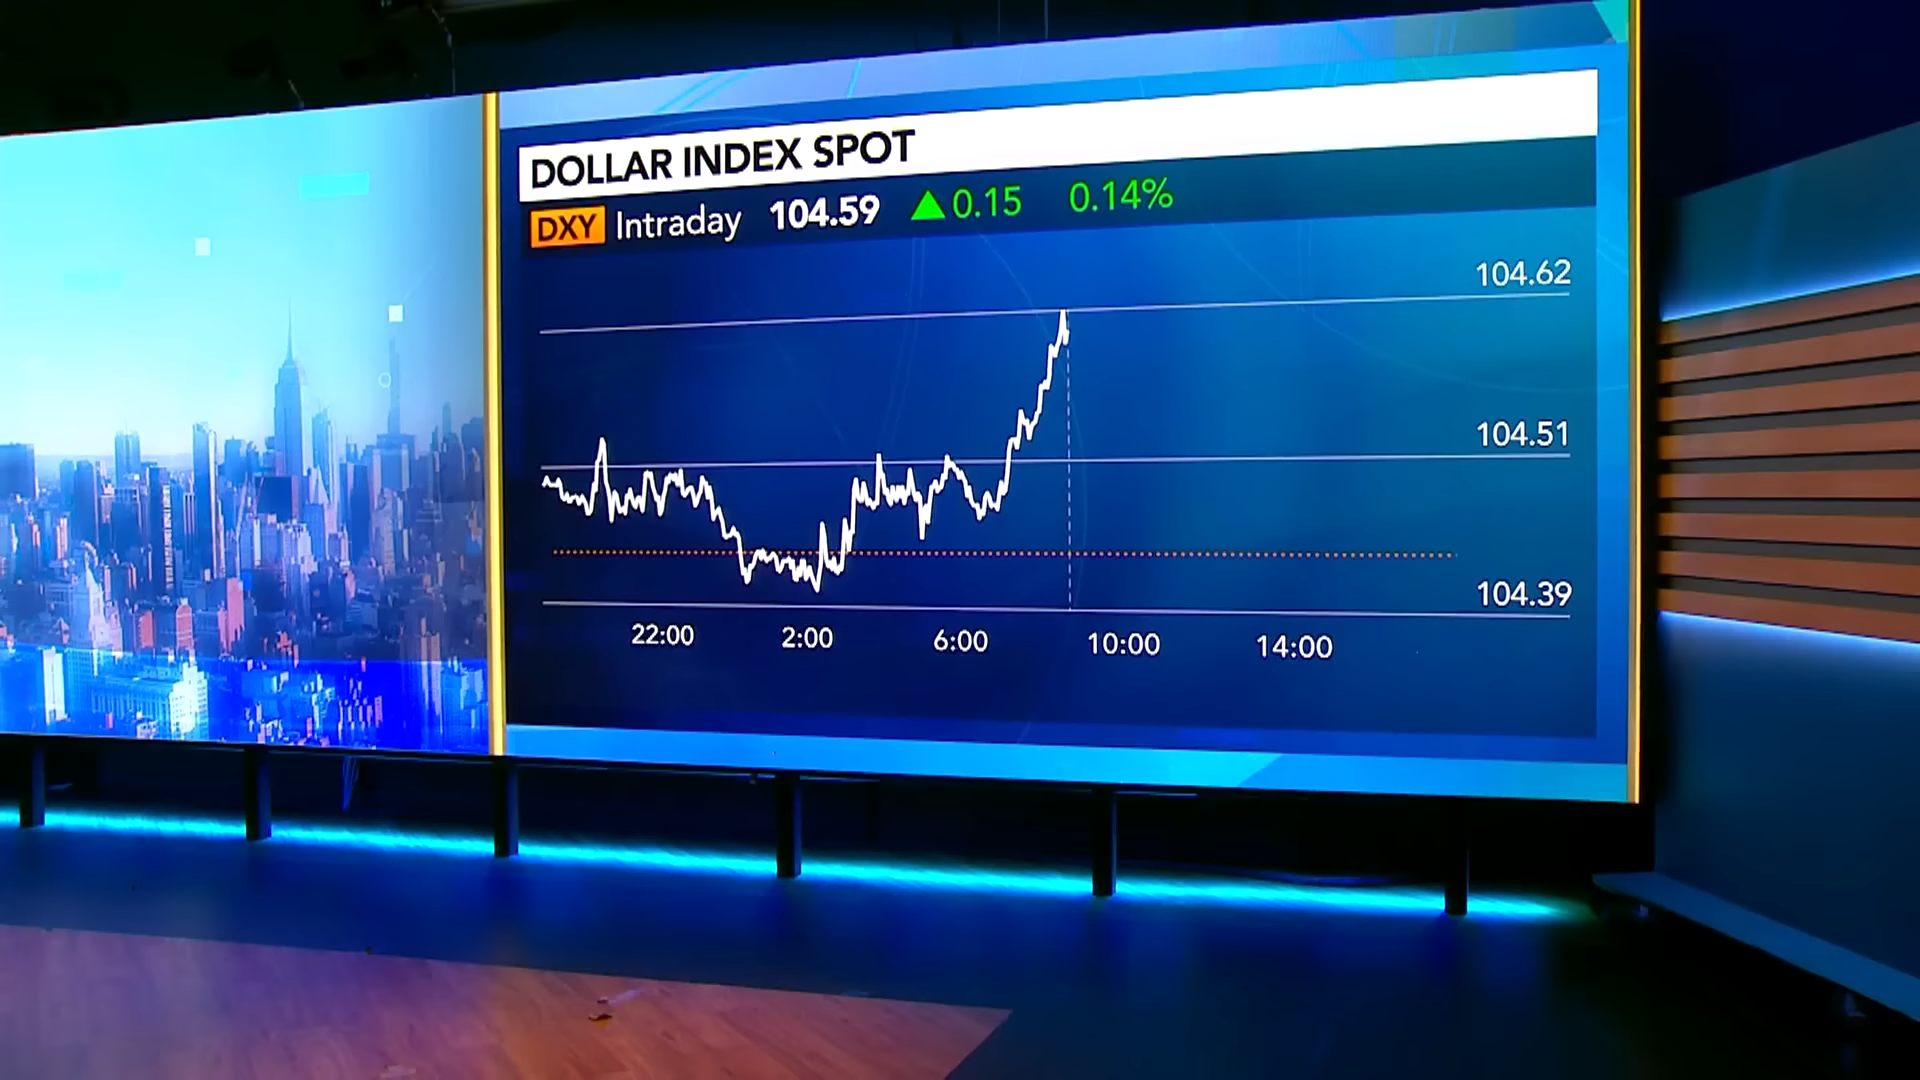 DOLLAR INDEX SPOT
DXY Intraday 104.59 ▲0.15 0.14%
104.62
104.51
104.39
22:00 2:00 6:00 10:00 14:00